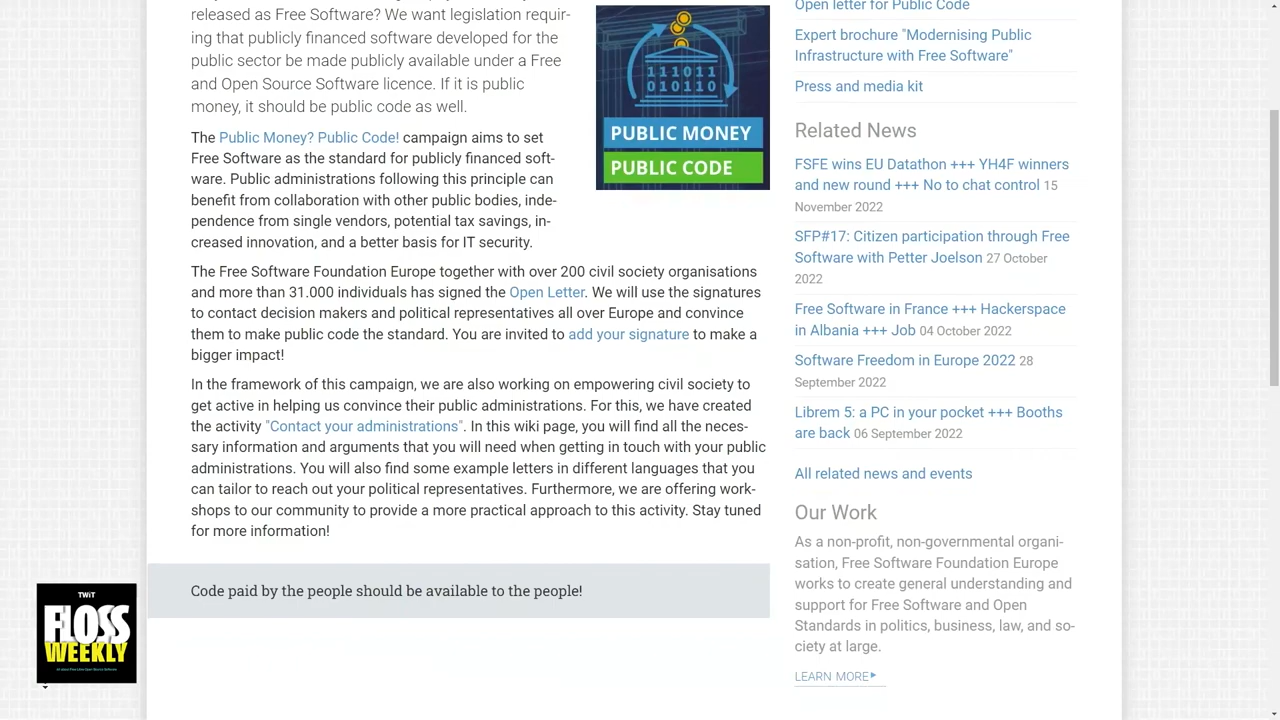 released as Free Software? We want legislation requir-
ing that publicly financed software developed for the
public sector be made publicly available under a Free
and Open Source Software licence. If it is public
money, it should be public code as well.
The Public Money? Public Code! campaign aims to set
Free Software as the standard for publicly financed soft-
ware. Public administrations following this principle can
benefit from collaboration with other public bodies, inde-
pendence from single vendors, potential tax savings, in-
creased innovation, and a better basis for IT security.
111011
010110
PUBLIC MONEY
PUBLIC CODE
The Free Software Foundation Europe together with over 200 civil society organisations
and more than 31.000 individuals has signed the Open Letter. We will use the signatures
to contact decision makers and political representatives all over Europe and convince
them to make public code the standard. You are invited to add your signature to make a
bigger impact!
In the framework of this campaign, we are also working on empowering civil society to
get active in helping us convince their public administrations. For this, we have created
the activity "Contact your administrations". In this wiki page, you will find all the neces-
sary information and arguments that you will need when getting in touch with your public
administrations. You will also find some example letters in different languages that you
can tailor to reach out your political representatives. Furthermore, we are offering work-
shops to our community to provide a more practical approach to this activity. Stay tuned
for more information!
Code paid by the people should be available to the people!
Open letter for Public Code
Expert brochure "Modernising Public
Infrastructure with Free Software"
Press and media kit
Related News
FSFE wins EU Datathon +++ YH4F winners
and new round +++ No to chat control 15
November 2022
SFP#17: Citizen participation through Free
Software with Petter Joelson 27 October
2022
Free Software in France +++ Hackerspace
in Albania +++ Job 04 October 2022
Software Freedom in Europe 2022 28
September 2022
Librem 5: a PC in your pocket +++ Booths
are back 06 September 2022
All related news and events
Our Work
As a non-profit, non-governmental organi-
sation, Free Software Foundation Europe
works to create general understanding and
support for Free Software and Open
Standards in politics, business, law, and so-
ciety at large.
LEARN MORE
TWiT
FLOSS
WEEKLY